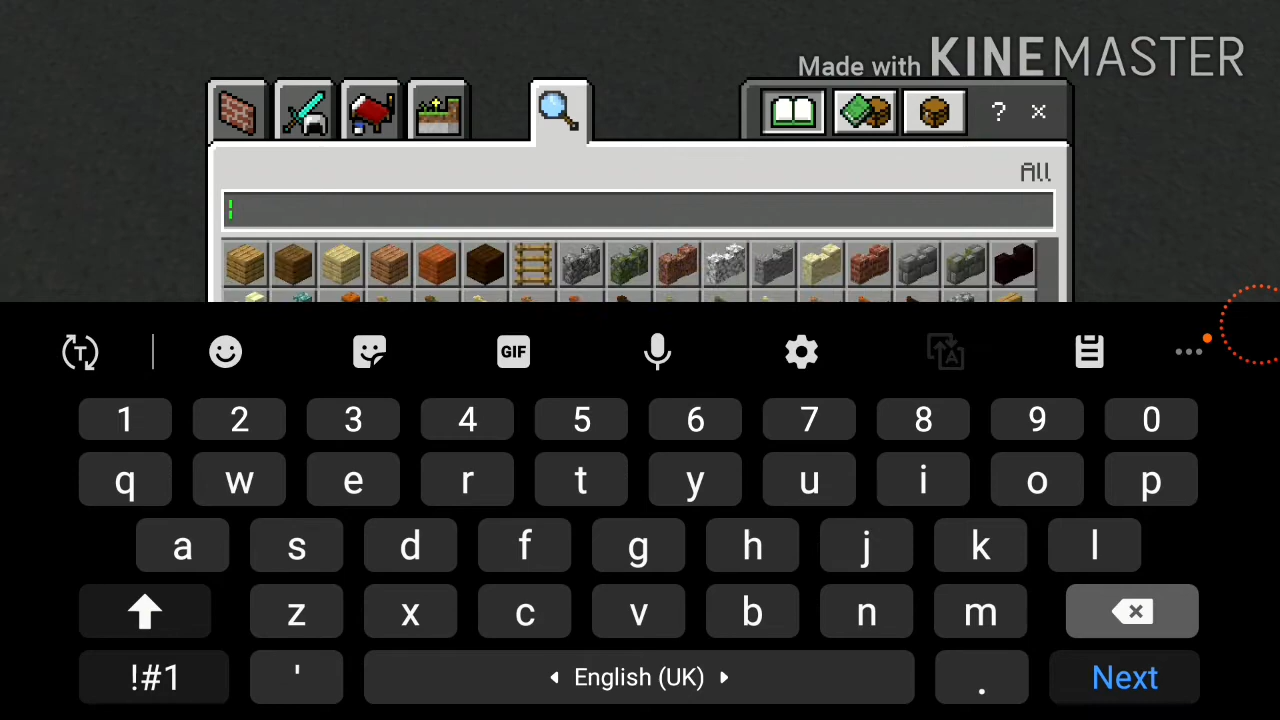 Made with KINEMASTER
? ×
All
GIF
1 2 3 4 5 6 7 8 9 0
q w e r t y u i o p
a s d f g h j k l
z x c v b n m
!#1 ' English (UK) . Next